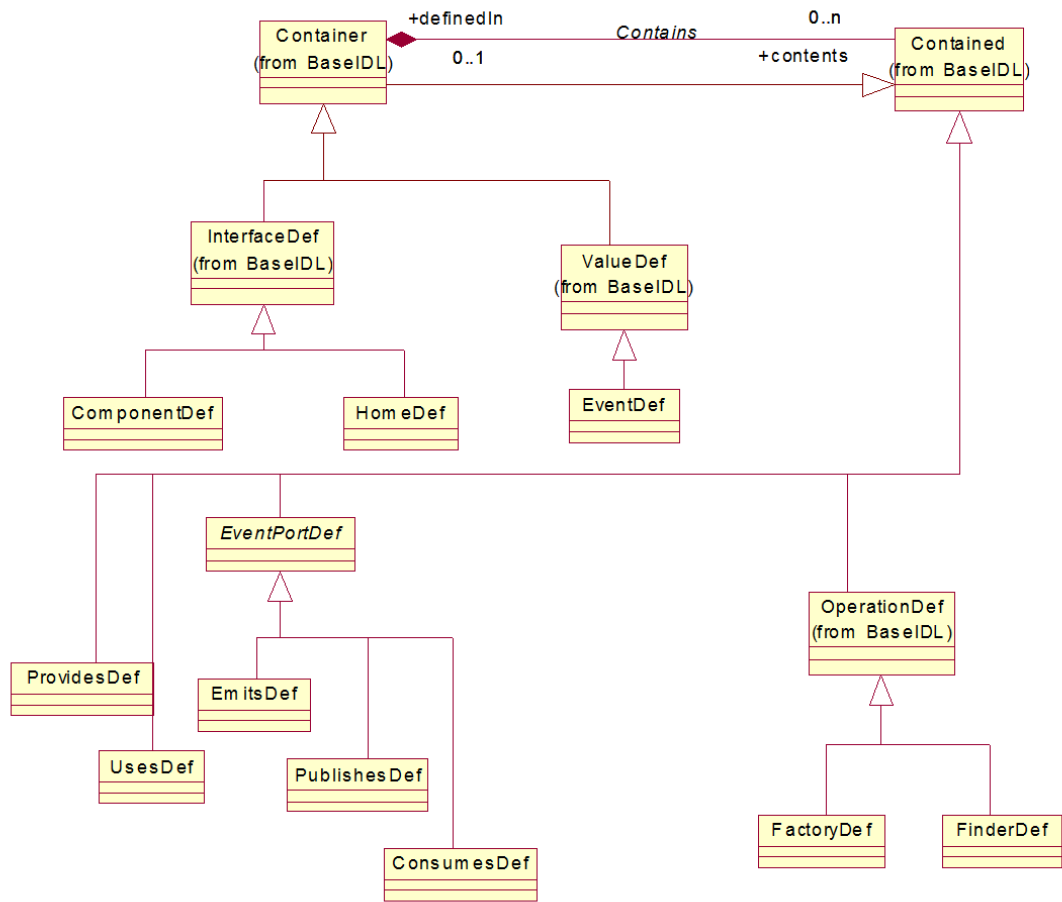 +definedIn
0..n
Container
(from BaseIDL)
Contains
Contained
(from BaseIDL)
0..1
+contents
InterfaceDef
(from BaseIDL)
ValueDef
(from BaseIDL)
ComponentDef
HomeDef
EventDef
EventPortDef
OperationDef
(from BaseIDL)
ProvidesDef
EmitsDef
UsesDef
PublishesDef
FactoryDef
FinderDef
ConsumesDef